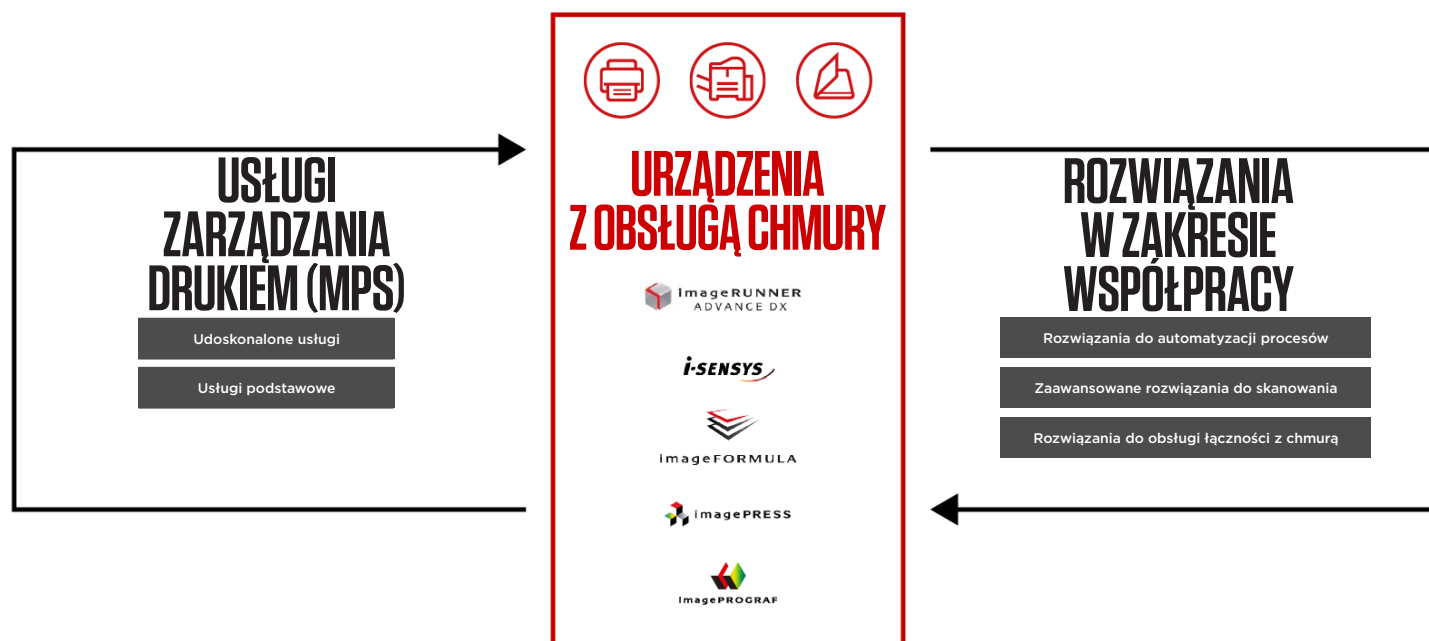 USŁUGI
ZARZĄDZANIA
DRUKIEM (MPS)
Udoskonalone usługi
Usługi podstawowe
URZĄDZENIA
Z OBSŁUGĄ CHMURY
imageRUNNER
ADVANCE DX
i-SENSYS
imageFORMULA
imagePRESS
imagePROGRAF
ROZWIĄZANIA
W ZAKRESIE
WSPÓŁPRACY
Rozwiązania do automatyzacji procesów
Zaawansowane rozwiązania do skanowania
Rozwiązania do obsługi łączności z chmurą